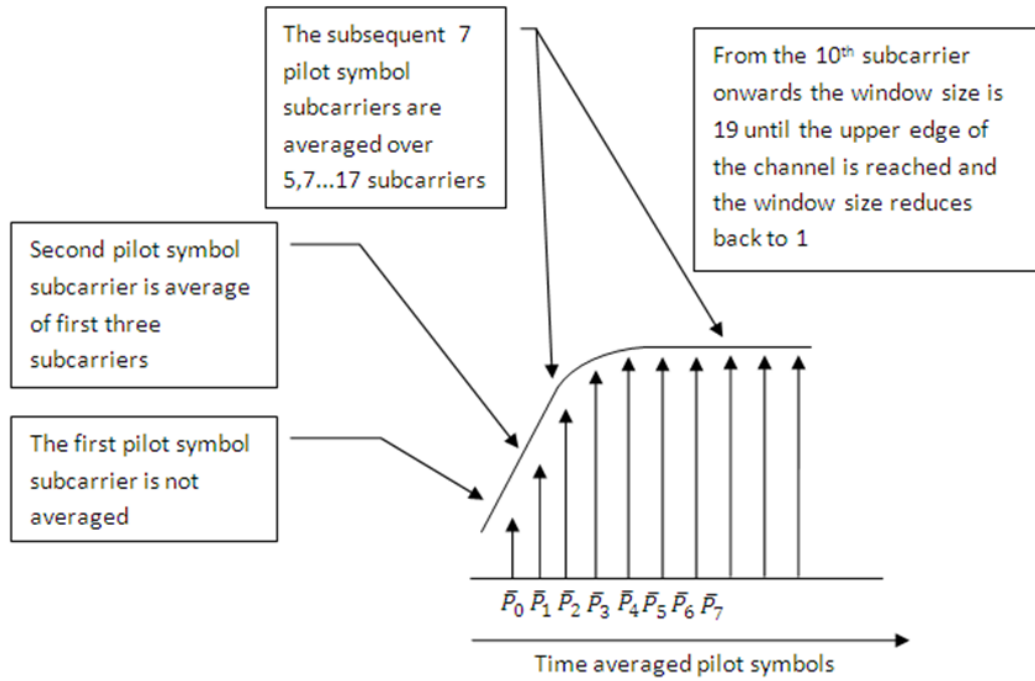 The subsequent 7
pilot symbol
subcarriers are
averaged over
5,7...17 subcarriers
From the 10th subcarrier
onwards the window size is
19 until the upper edge of
the channel is reached and
the window size reduces
back to 1
Second pilot symbol
subcarrier is average
of first three
subcarriers
The first pilot symbol
subcarrier is not
averaged
P̄₀ P̄₁ P̄₂ P̄₃ P̄₄ P̄₅ P̄₆ P̄₇
Time averaged pilot symbols